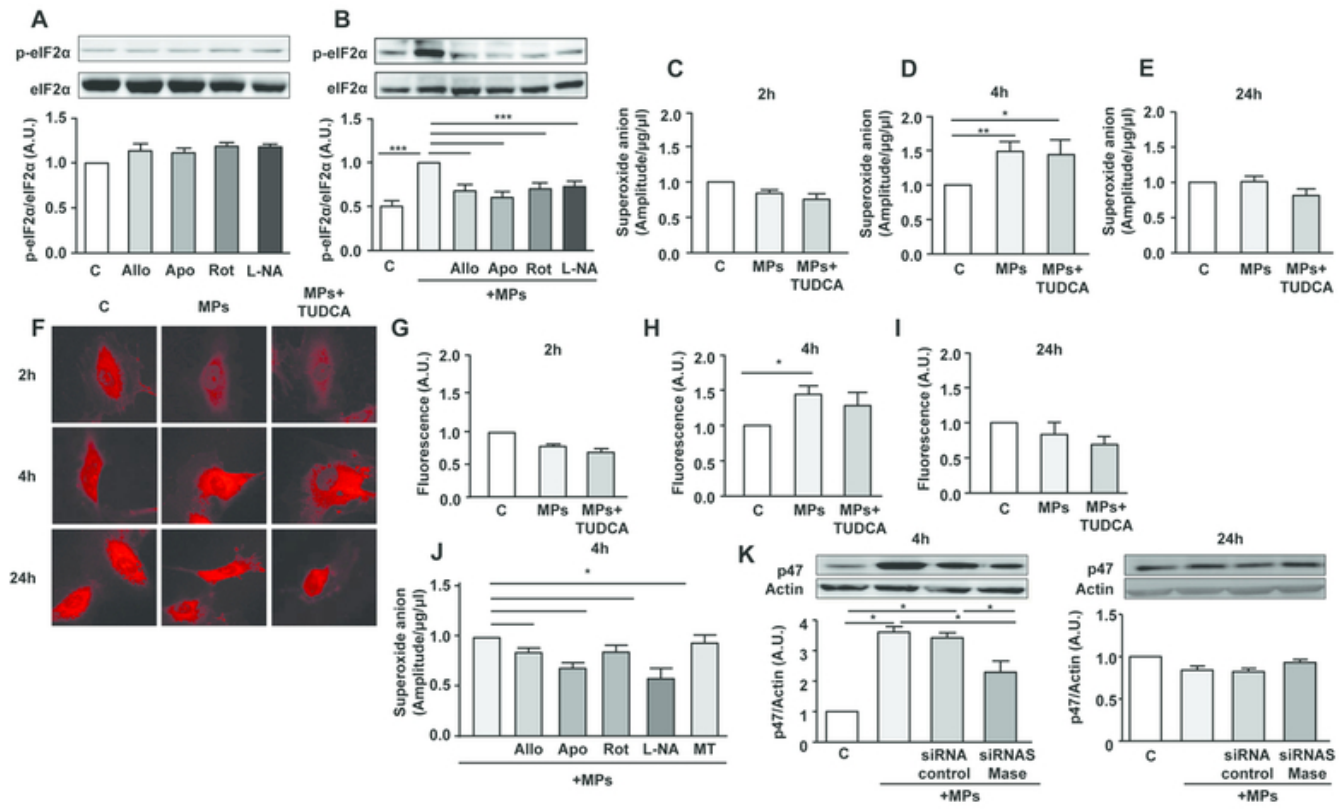 A
p-eIF2α
eIF2α
p-eIF2α/eIF2α (A.U.)
1.5
1.0
0.5
0.0
C Allo Apo Rot L-NA
B
p-eIF2α
eIF2α
p-eIF2α/eIF2α (A.U.)
1.5
1.0
0.5
0.0
***
***
C Allo Apo Rot L-NA
+MPs
C
2h
Superoxide anion
(Amplitude/µg/µl)
2.0
1.5
1.0
0.5
0
C MPs MPs+
TUDCA
D
4h
Superoxide anion
(Amplitude/µg/µl)
2.0
1.5
1.0
0.5
0.0
*
**
C MPs MPs+
TUDCA
E
24h
Superoxide anion
(Amplitude/µg/µl)
2.0
1.5
1.0
0.5
0
C MPs MPs+
TUDCA
F
C MPs MPs+
TUDCA
2h
4h
24h
G
2h
Fluorescence (A.U.)
2.0
1.5
1.0
0.5
0.0
C MPs MPs+
TUDCA
H
4h
Fluorescence (A.U.)
2.0
1.5
1.0
0.5
0.0
*
C MPs MPs+
TUDCA
I
24h
Fluorescence (A.U.)
2.0
1.5
1.0
0.5
0.0
C MPs MPs+
TUDCA
J
4h
Superoxide anion
(Amplitude/µg/µl)
1.5
1.0
0.5
0.0
*
Allo Apo Rot L-NA MT
+MPs
K
4h
p47
Actin
p47/Actin (A.U.)
4
3
2
1
0
* * *
*
C siRNA siRNAS
control Mase
+MPs
24h
p47
Actin
p47/Actin (A.U.)
1.5
1.0
0.5
0
C siRNA siRNAS
control Mase
+MPs